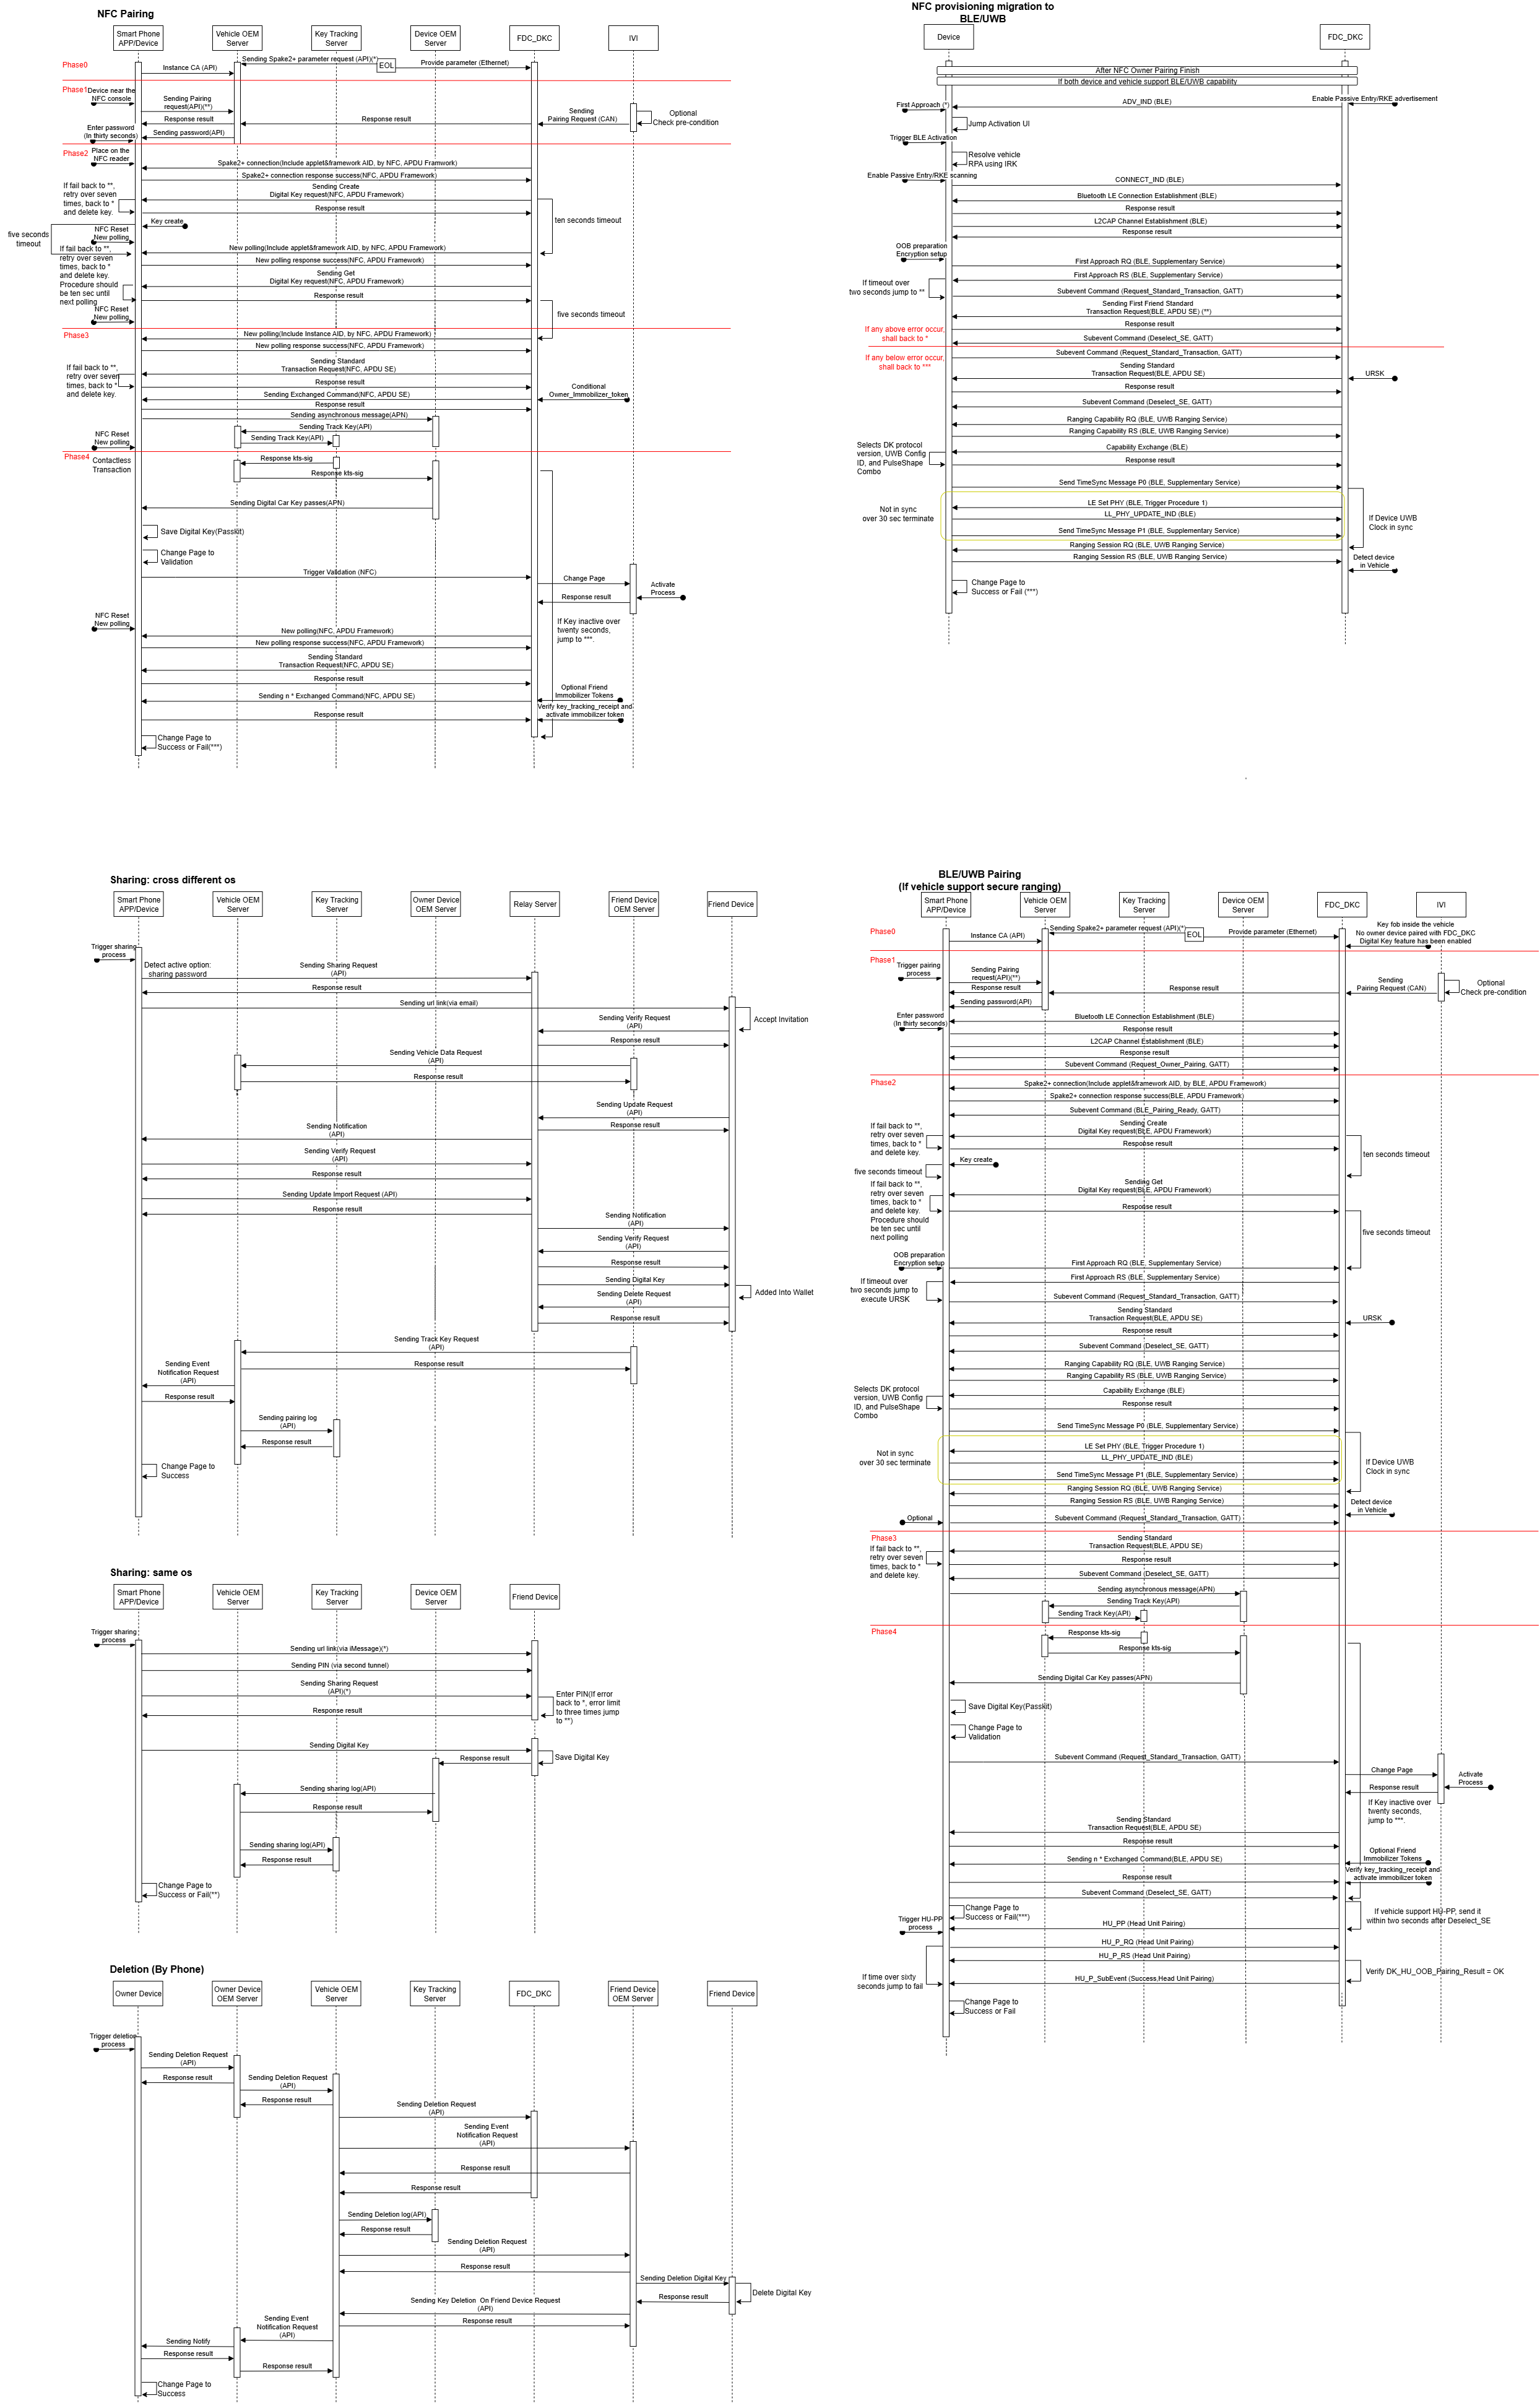 NFC Pairing
Smart Phone
APP/Device
Vehicle OEM
Server
Key Tracking
Server
Device OEM
Server
FDC_DKC
IVI
Phase0
Sending Spake2+ parameter request (API)(*)
EOL
Provide parameter (Ethernet)
Instance CA (API)
Phase1
Device near the
NFC console
Sending Pairing
request(API)(**)
Sending
Pairing Request (CAN)
Optional
Check pre-condition
Response result
Response result
Enter password
(In thirty seconds)
Sending password(API)
Phase2
Place on the
NFC reader
Spake2+ connection(Include applet&framework AID, by NFC, APDU Framwork)
Spake2+ connection response success(NFC, APDU Framework)
If fail back to **,
retry over seven
times, back to *
and delete key.
Sending Create
Digital Key request(NFC, APDU Framework)
Response result
ten seconds timeout
Key create
five seconds
timeout
NFC Reset
New polling
If fail back to **,
retry over seven
times, back to *
and delete key.
Procedure should
be ten sec until
next polling
New polling(Include applet&framework AID, by NFC, APDU Framework)
New polling response success(NFC, APDU Framework)
Sending Get
Digital Key request(NFC, APDU Framework)
Response result
five seconds timeout
NFC Reset
New polling
Phase3
New polling(Include Instance AID, by NFC, APDU Framework)
New polling response success(NFC, APDU Framework)
If fail back to **,
retry over seven
times, back to *
and delete key.
Sending Standard
Transaction Request(NFC, APDU SE)
Response result
Conditional
Owner_Immobilizer_token
Sending Exchanged Command(NFC, APDU SE)
Response result
Sending asynchronous message(APN)
Sending Track Key(API)
Sending Track Key(API)
NFC Reset
New polling
Phase4
Contactless
Transaction
Response kts-sig
Response kts-sig
Sending Digital Car Key passes(APN)
Save Digital Key(Passkit)
Change Page to
Validation
Trigger Validation (NFC)
Change Page
Activate
Process
Response result
NFC Reset
New polling
If Key inactive over
twenty seconds,
jump to ***.
New polling(NFC, APDU Framework)
New polling response success(NFC, APDU Framework)
Sending Standard
Transaction Request(NFC, APDU SE)
Response result
Optional Friend
Immobilizer Tokens
Sending n * Exchanged Command(NFC, APDU SE)
Verify key_tracking_receipt and
activate immobilizer token
Response result
Change Page to
Success or Fail(***)
NFC provisioning migration to
BLE/UWB
Device
FDC_DKC
After NFC Owner Pairing Finish
If both device and vehicle support BLE/UWB capability
Enable Passive Entry/RKE advertisement
First Approach (*)
ADV_IND (BLE)
Jump Activation UI
Trigger BLE Activation
Resolve vehicle
RPA using IRK
Enable Passive Entry/RKE scanning
CONNECT_IND (BLE)
Bluetooth LE Connection Establishment (BLE)
Response result
L2CAP Channel Establishment (BLE)
Response result
OOB preparation
Encryption setup
First Approach RQ (BLE, Supplementary Service)
First Approach RS (BLE, Supplementary Service)
If timeout over
two seconds jump to **
Subevent Command (Request_Standard_Transaction, GATT)
Sending First Friend Standard
Transaction Request(BLE, APDU SE) (**)
Response result
If any above error occur,
shall back to *
Subevent Command (Deselect_SE, GATT)
If any below error occur,
shall back to ***
Subevent Command (Request_Standard_Transaction, GATT)
Sending Standard
Transaction Request(BLE, APDU SE)
URSK
Response result
Subevent Command (Deselect_SE, GATT)
Ranging Capability RQ (BLE, UWB Ranging Service)
Ranging Capability RS (BLE, UWB Ranging Service)
Selects DK protocol
version, UWB Config
ID, and PulseShape
Combo
Capability Exchange (BLE)
Response result
Send TimeSync Message P0 (BLE, Supplementary Service)
Not in sync
over 30 sec terminate
LE Set PHY (BLE, Trigger Procedure 1)
LL_PHY_UPDATE_IND (BLE)
Send TimeSync Message P1 (BLE, Supplementary Service)
If Device UWB
Clock in sync
Ranging Session RQ (BLE, UWB Ranging Service)
Ranging Session RS (BLE, UWB Ranging Service)
Detect device
in Vehicle
Change Page to
Success or Fail (***)
Sharing: cross different os
Smart Phone
APP/Device
Vehicle OEM
Server
Key Tracking
Server
Owner Device
OEM Server
Relay Server
Friend Device
OEM Server
Friend Device
Trigger sharing
process
Detect active option:
sharing password
Sending Sharing Request
(API)
Response result
Sending url link(via email)
Accept Invitation
Sending Verify Request
(API)
Response result
Sending Vehicle Data Request
(API)
Response result
Sending Update Request
(API)
Response result
Sending Notification
(API)
Sending Verify Request
(API)
Response result
Sending Update Import Request (API)
Response result
Sending Notification
(API)
Sending Verify Request
(API)
Response result
Sending Digital Key
Added Into Wallet
Sending Delete Request
(API)
Response result
Sending Track Key Request
(API)
Response result
Sending Event
Notification Request
(API)
Response result
Sending pairing log
(API)
Response result
Change Page to
Success
BLE/UWB Pairing
(If vehicle support secure ranging)
Smart Phone
APP/Device
Vehicle OEM
Server
Key Tracking
Server
Device OEM
Server
FDC_DKC
IVI
Phase0
Sending Spake2+ parameter request (API)(*)
EOL
Provide parameter (Ethernet)
Instance CA (API)
Key fob inside the vehicle
No owner device paired with FDC_DKC
Digital Key feature has been enabled
Phase1
Trigger pairing
process
Sending Pairing
request(API)(**)
Sending
Pairing Request (CAN)
Optional
Check pre-condition
Response result
Response result
Sending password(API)
Enter password
(In thirty seconds)
Bluetooth LE Connection Establishment (BLE)
Response result
L2CAP Channel Establishment (BLE)
Response result
Subevent Command (Request_Owner_Pairing, GATT)
Phase2
Spake2+ connection(Include applet&framework AID, by BLE, APDU Framework)
Spake2+ connection response success(BLE, APDU Framework)
Subevent Command (BLE_Pairing_Ready, GATT)
If fail back to **,
retry over seven
times, back to *
and delete key.
Sending Create
Digital Key request(BLE, APDU Framework)
Response result
ten seconds timeout
Key create
five seconds timeout
If fail back to **,
retry over seven
times, back to *
and delete key.
Procedure should
be ten sec until
next polling
Sending Get
Digital Key request(BLE, APDU Framework)
Response result
five seconds timeout
OOB preparation
Encryption setup
First Approach RQ (BLE, Supplementary Service)
First Approach RS (BLE, Supplementary Service)
If timeout over
two seconds jump to
execute URSK
Subevent Command (Request_Standard_Transaction, GATT)
Sending Standard
Transaction Request(BLE, APDU SE)
URSK
Response result
Subevent Command (Deselect_SE, GATT)
Ranging Capability RQ (BLE, UWB Ranging Service)
Ranging Capability RS (BLE, UWB Ranging Service)
Selects DK protocol
version, UWB Config
ID, and PulseShape
Combo
Capability Exchange (BLE)
Response result
Send TimeSync Message P0 (BLE, Supplementary Service)
Not in sync
over 30 sec terminate
LE Set PHY (BLE, Trigger Procedure 1)
LL_PHY_UPDATE_IND (BLE)
Send TimeSync Message P1 (BLE, Supplementary Service)
If Device UWB
Clock in sync
Ranging Session RQ (BLE, UWB Ranging Service)
Ranging Session RS (BLE, UWB Ranging Service)
Detect device
in Vehicle
Optional
Subevent Command (Request_Standard_Transaction, GATT)
Phase3
If fail back to **,
retry over seven
times, back to *
and delete key.
Sending Standard
Transaction Request(BLE, APDU SE)
Response result
Subevent Command (Deselect_SE, GATT)
Sending asynchronous message(APN)
Sending Track Key(API)
Sending Track Key(API)
Phase4
Response kts-sig
Response kts-sig
Sending Digital Car Key passes(APN)
Save Digital Key(Passkit)
Change Page to
Validation
Subevent Command (Request_Standard_Transaction, GATT)
Change Page
Activate
Process
Response result
If Key inactive over
twenty seconds,
jump to ***.
Sending Standard
Transaction Request(BLE, APDU SE)
Response result
Optional Friend
Immobilizer Tokens
Sending n * Exchanged Command(BLE, APDU SE)
Verify key_tracking_receipt and
activate immobilizer token
Response result
Subevent Command (Deselect_SE, GATT)
Change Page to
Success or Fail(***)
If vehicle support HU-PP, send it
within two seconds after Deselect_SE
Trigger HU-PP
process
HU_PP (Head Unit Pairing)
HU_P_RQ (Head Unit Pairing)
HU_P_RS (Head Unit Pairing)
If time over sixty
seconds jump to fail
Verify DK_HU_OOB_Pairing_Result = OK
HU_P_SubEvent (Success,Head Unit Pairing)
Change Page to
Success or Fail
Sharing: same os
Smart Phone
APP/Device
Vehicle OEM
Server
Key Tracking
Server
Device OEM
Server
Friend Device
Trigger sharing
process
Sending url link(via iMessage)(*)
Sending PIN (via second tunnel)
Sending Sharing Request
(API)(*)
Enter PIN(If error
back to *, error limit
to three times jump
to **)
Response result
Sending Digital Key
Save Digital Key
Response result
Sending sharing log(API)
Response result
Sending sharing log(API)
Response result
Change Page to
Success or Fail(**)
Deletion (By Phone)
Owner Device
Owner Device
OEM Server
Vehicle OEM
Server
Key Tracking
Server
FDC_DKC
Friend Device
OEM Server
Friend Device
Trigger deletion
process
Sending Deletion Request
(API)
Response result
Sending Deletion Request
(API)
Response result
Sending Deletion Request
(API)
Sending Event
Notification Request
(API)
Response result
Response result
Sending Deletion log(API)
Response result
Sending Deletion Request
(API)
Response result
Sending Deletion Digital Key
Delete Digital Key
Response result
Sending Key Deletion On Friend Device Request
(API)
Response result
Sending Event
Notification Request
(API)
Sending Notify
Response result
Response result
Change Page to
Success